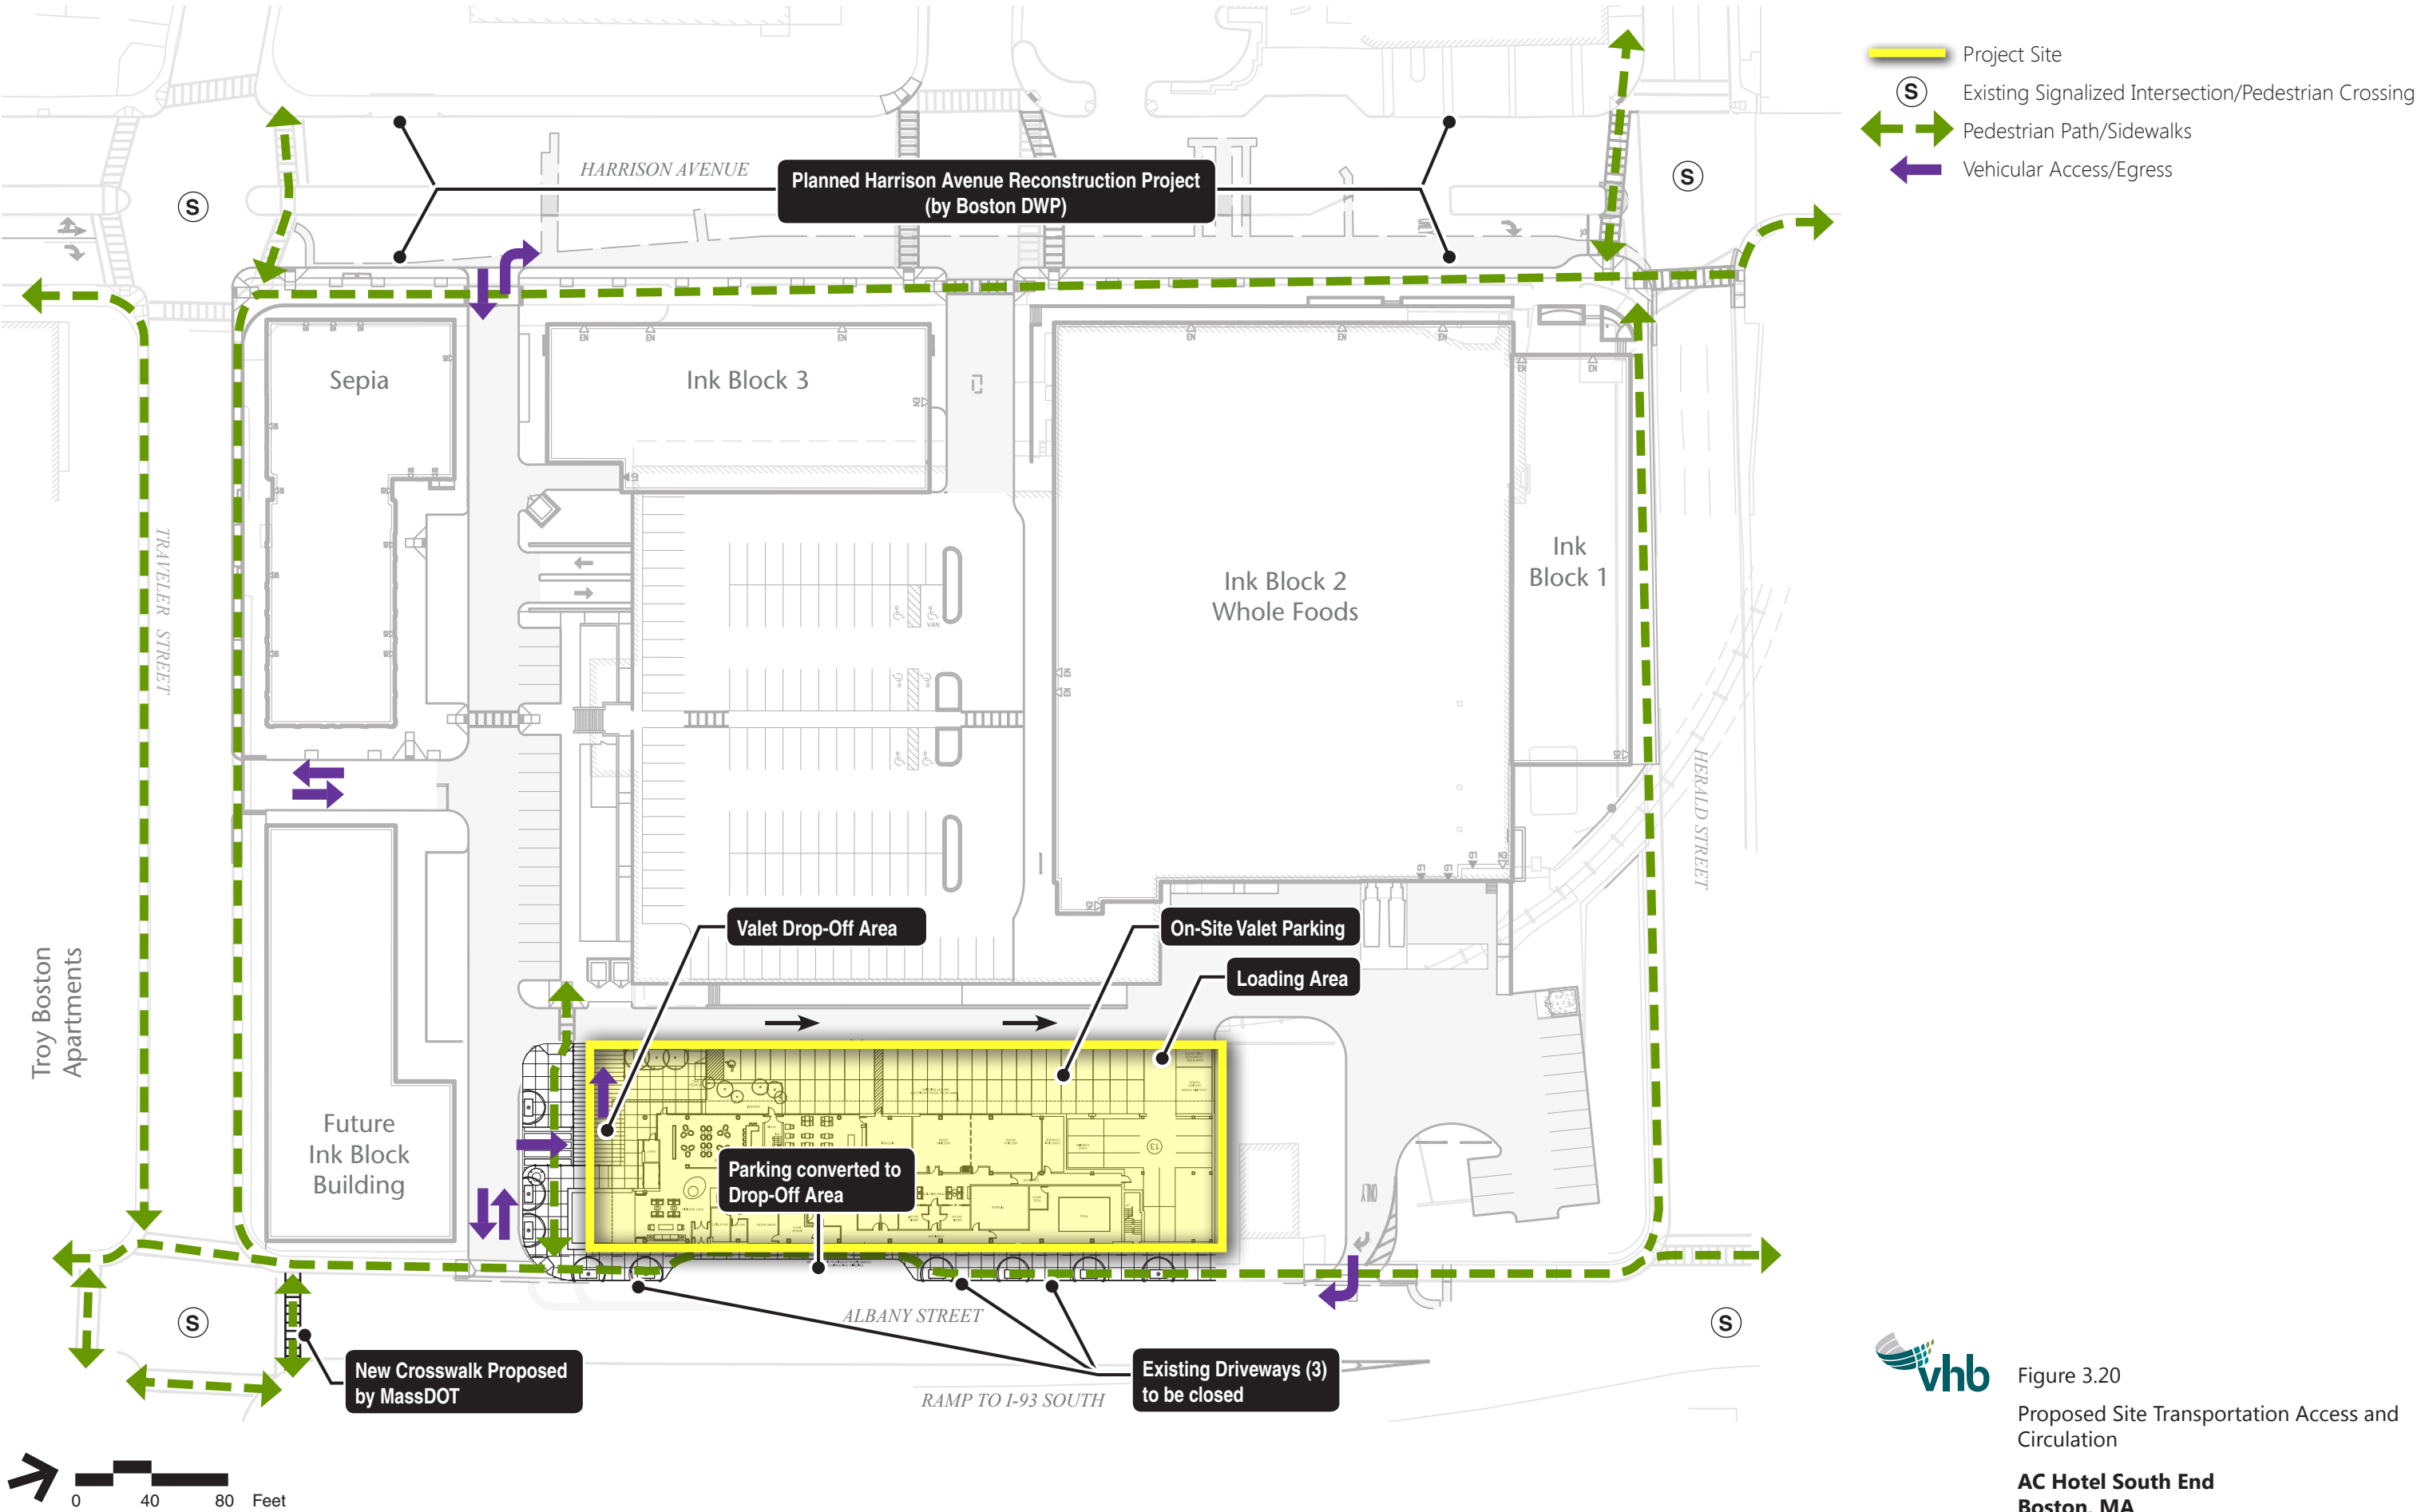 Project Site
S
Existing Signalized Intersection/Pedestrian Crossing
Pedestrian Path/Sidewalks
Vehicular Access/Egress
HARRISON AVENUE
Planned Harrison Avenue Reconstruction Project
(by Boston DWP)
S
S
Sepia
Ink Block 3
Ink Block 2
Whole Foods
Ink
Block 1
TRAVELER STREET
HERALD STREET
VAN
Troy Boston
Apartments
Valet Drop-Off Area
On-Site Valet Parking
Loading Area
Future
Ink Block
Building
Parking converted to
Drop-Off Area
13
ONLY
ALBANY STREET
S
S
New Crosswalk Proposed
by MassDOT
Existing Driveways (3)
to be closed
RAMP TO I-93 SOUTH
0 40 80 Feet
vhb
Figure 3.20
Proposed Site Transportation Access and
Circulation
AC Hotel South End
Boston, MA